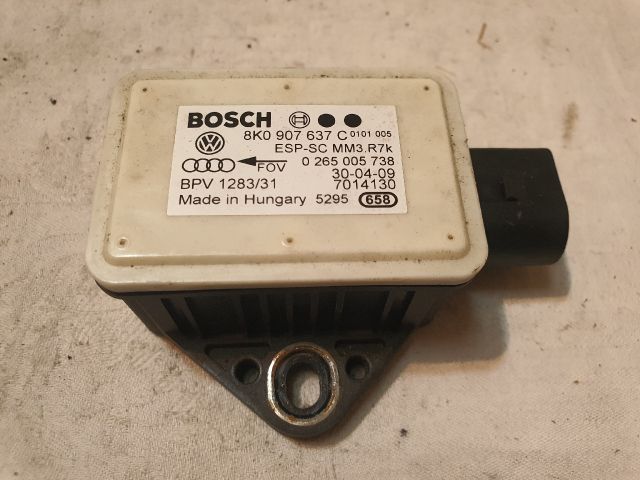 BOSCH
8K0 907 637 C 0101 005
ESP-SC MM3.R7k
FOV 0 265 005 738
BPV 1283/31 30-04-09
7014130
Made in Hungary 5295 658